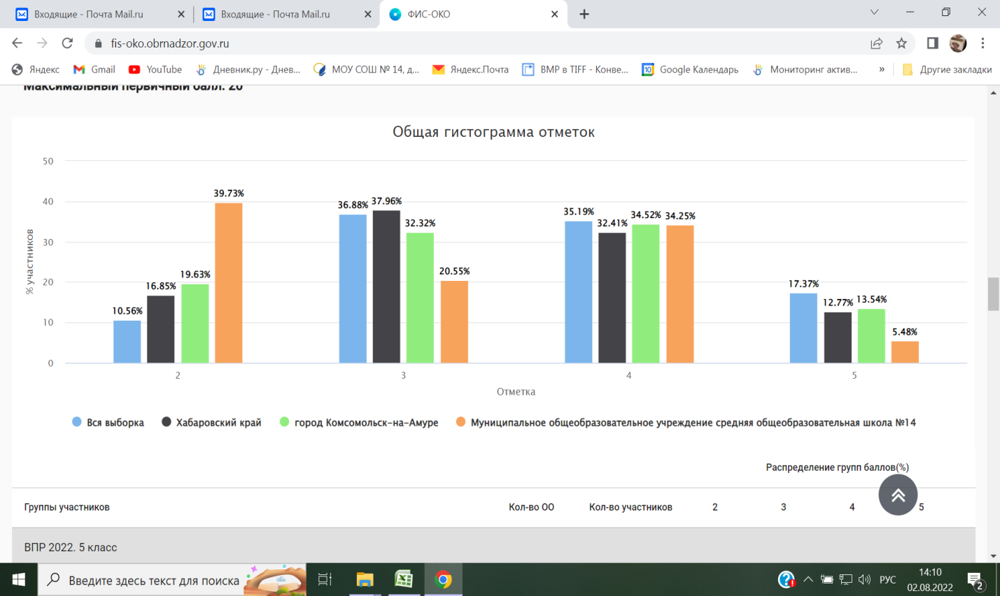 Входящие - Почта Mail.ru
Входящие - Почта Mail.ru
ФИС-ОКО
fis-oko.obrnadzor.gov.ru
Яндекс
Gmail
YouTube
Дневник.ру - Днев...
МОУ СОШ № 14, д...
Яндекс.Почта
BMP в TIFF - Конве...
10
Google Календарь
Мониторинг актив...
»
Другие закладки
Максимальный первичный балл: 20
Общая гистограмма отметок
% участников
50
40
30
20
10
0
10.56%
16.85%
19.63%
39.73%
36.88%
37.96%
32.32%
20.55%
35.19%
32.41%
34.52%
34.25%
17.37%
12.77%
13.54%
5.48%
2
3
4
5
Отметка
Вся выборка
Хабаровский край
город Комсомольск-на-Амуре
Муниципальное общеобразовательное учреждение средняя общеобразовательная школа №14
Распределение групп баллов(%)
Группы участников
Кол-во ОО
Кол-во участников
2
3
4
5
ВПР 2022. 5 класс
Введите здесь текст для поиска
РУС
14:10
02.08.2022
2